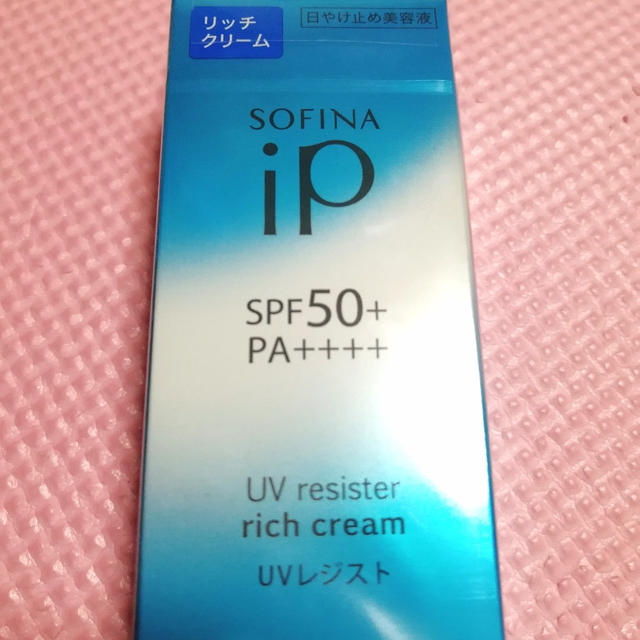 リッチ
クリーム
日やけ止め美容液
SOFINA
iP
SPF50+
PA++++
UV resister
rich cream
UVレジスト